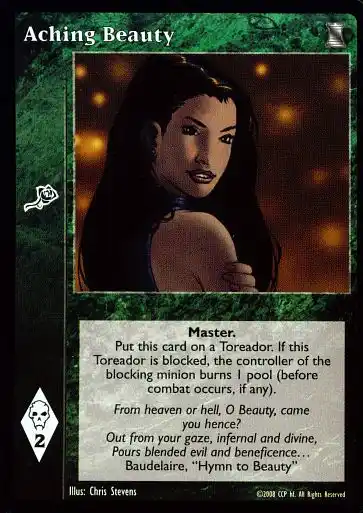 Aching Beauty
Master.
Put this card on a Toreador. If this
Toreador is blocked, the controller of the
blocking minion burns 1 pool (before
combat occurs, if any).
From heaven or hell, O Beauty, came
you hence?
Out from your gaze, infernal and divine,
Pours blended evil and beneficence...
Baudelaire, "Hymn to Beauty"
2
Illus: Chris Stevens
©2008 CCP hf. All Rights Reserved